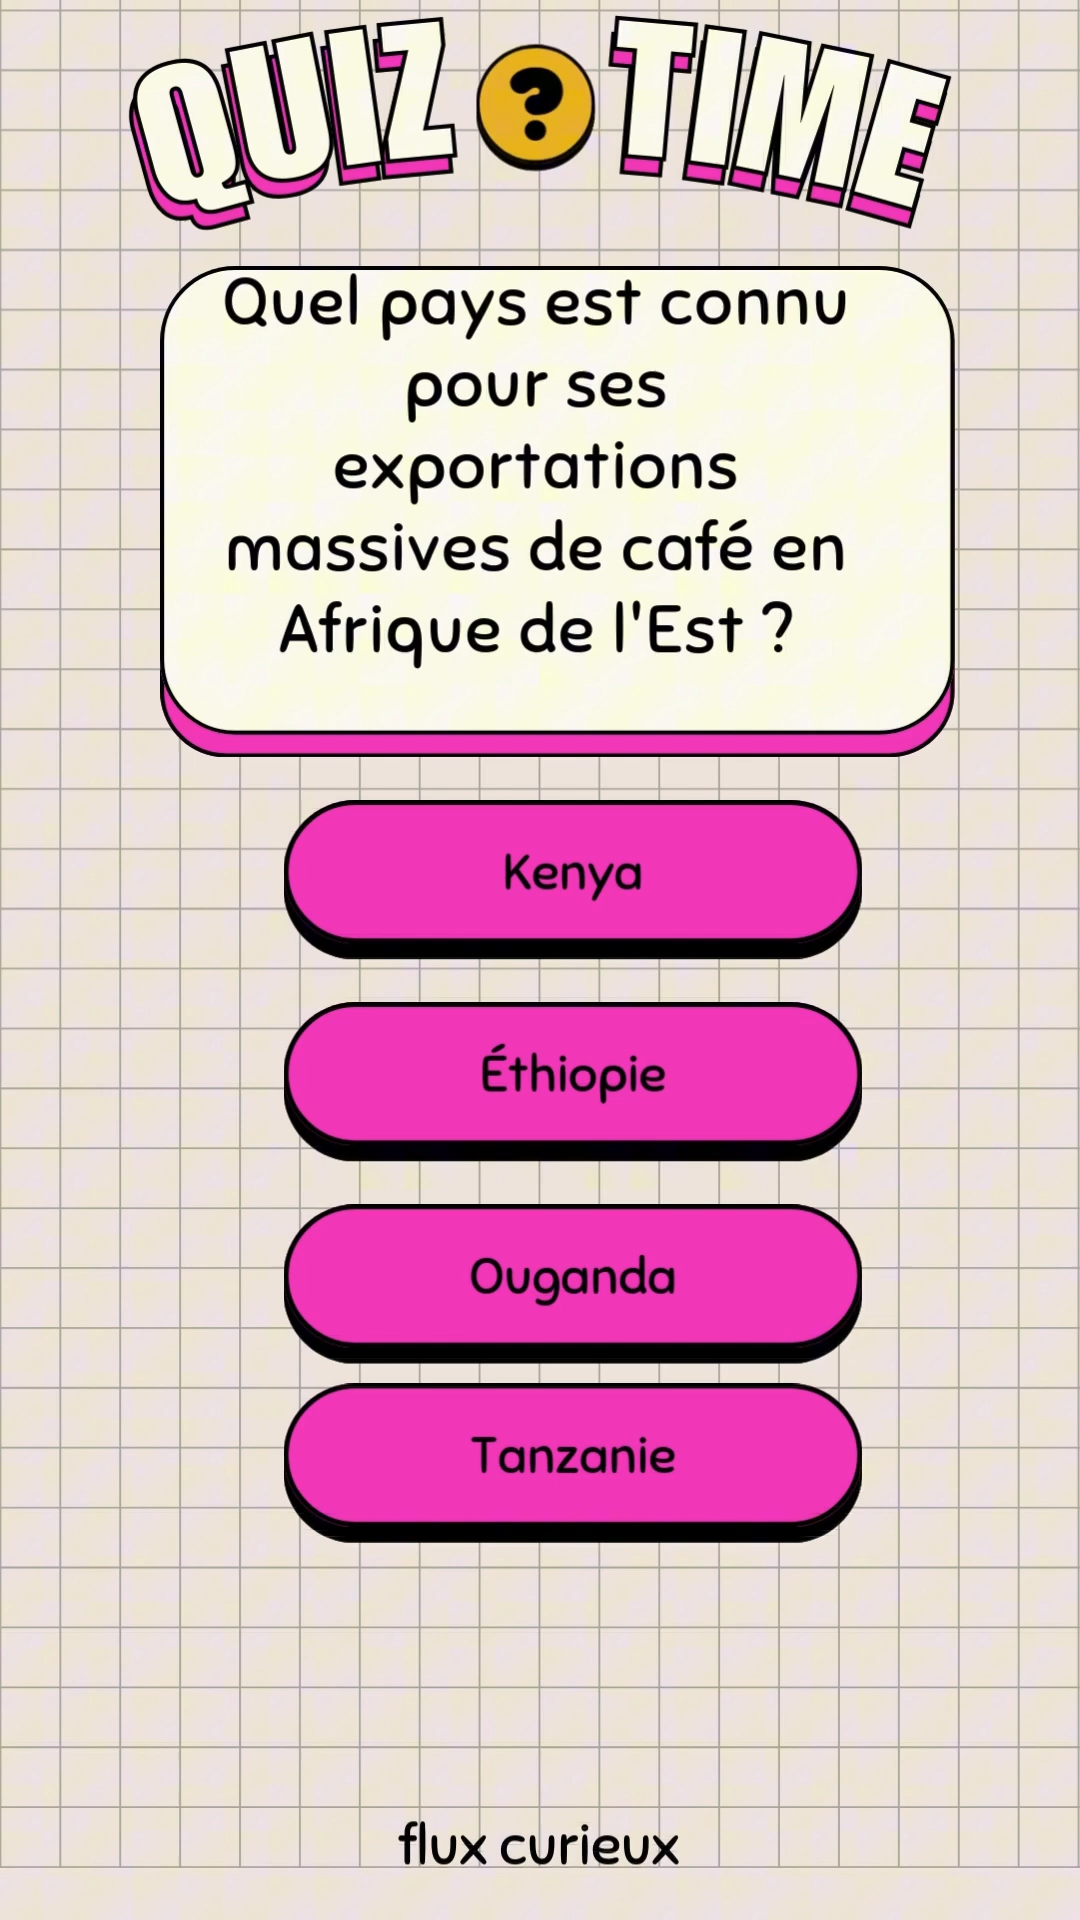 QUIZ ? TIME
Quel pays est connu
pour ses
exportations
massives de café en
Afrique de l'Est ?
Kenya
Éthiopie
Ouganda
Tanzanie
flux curieux